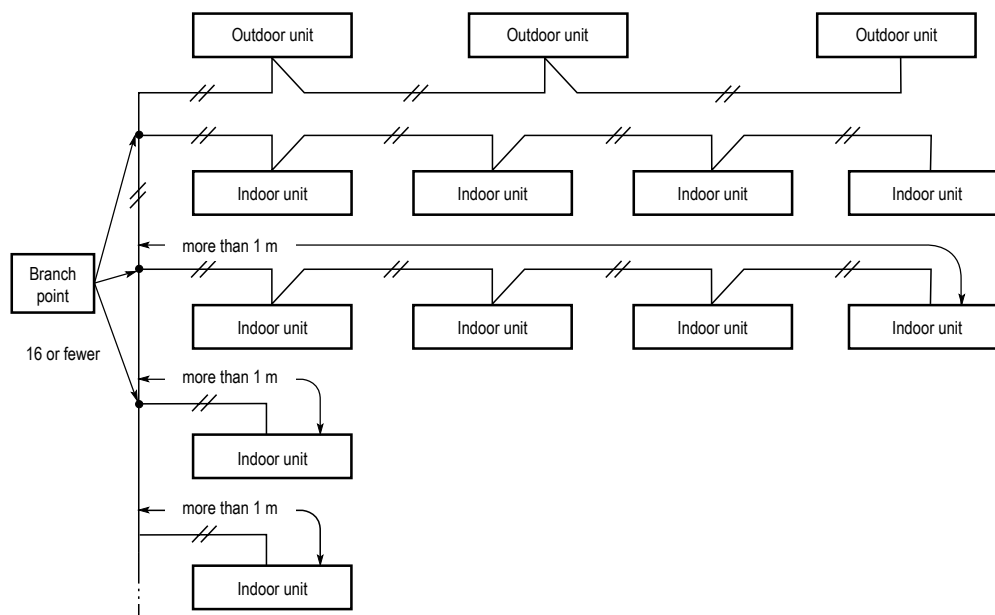 Outdoor unit
Outdoor unit
Outdoor unit
Indoor unit
Indoor unit
Indoor unit
Indoor unit
more than 1 m
Branch
point
Indoor unit
Indoor unit
Indoor unit
Indoor unit
16 or fewer
more than 1 m
Indoor unit
more than 1 m
Indoor unit